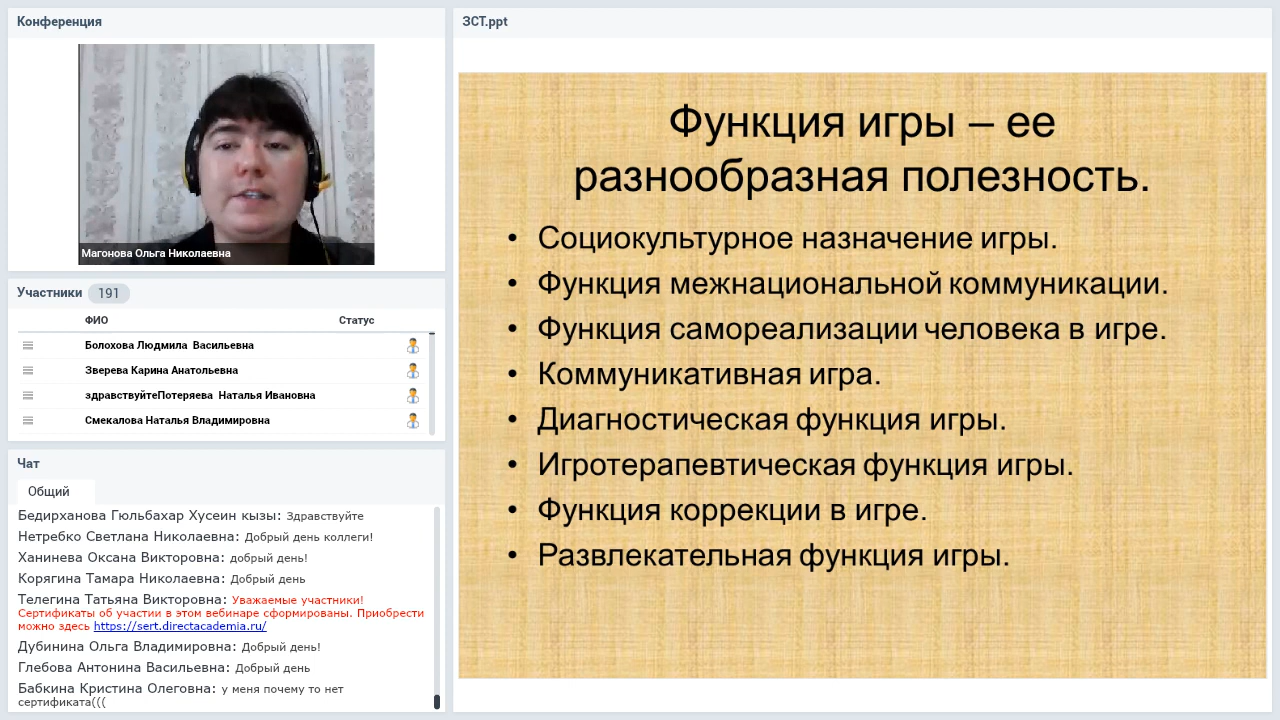 Конференция
Магонова Ольга Николаевна
Участники 191
ФИО Статус
Болохова Людмила Васильевна
Зверева Карина Анатольевна
здравствуйтеПотеряева Наталья Ивановна
Смекалова Наталья Владимировна
Чат
Общий
Бедирханова Гюльбахар Хусеин кызы: Здравствуйте
Нетребко Светлана Николаевна: Добрый день коллеги!
Ханинева Оксана Викторовна: добрый день!
Корягина Тамара Николаевна: Добрый день
Телегина Татьяна Викторовна: Уважаемые участники!
Сертификаты об участии в этом вебинаре сформированы. Приобрести
можно здесь https://sert.directacademia.ru/
Дубинина Ольга Владимировна: Добрый день!
Глебова Антонина Васильевна: Добрый день
Бабкина Кристина Олеговна: у меня почему то нет
сертификата(((
ЗСТ.ppt
Функция игры – ее
разнообразная полезность.
• Социокультурное назначение игры.
• Функция межнациональной коммуникации.
• Функция самореализации человека в игре.
• Коммуникативная игра.
• Диагностическая функция игры.
• Игротерапевтическая функция игры.
• Функция коррекции в игре.
• Развлекательная функция игры.